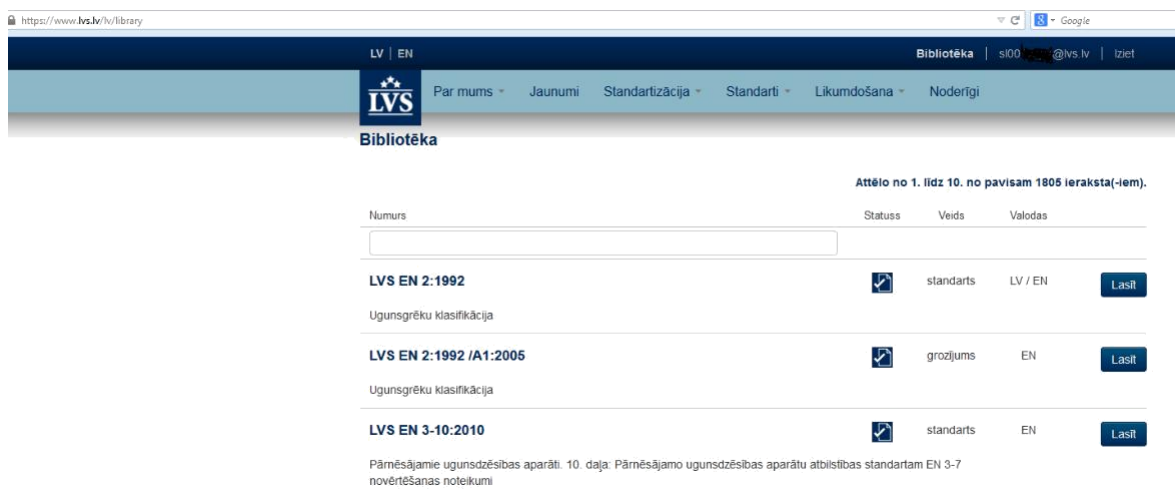 https://www.lvs.lv/lv/library
Google
LV | EN
Bibliotēka | sl00 @lvs.lv | Iziet
LVS
Par mums Jaunumi Standartizācija Standarti Likumdošana Noderīgi
Bibliotēka
Attēlo no 1. līdz 10. no pavisam 1805 ieraksta(-iem).
Numurs Statuss Veids Valodas
LVS EN 2:1992 standarts LV / EN Lasīt
Ugunsgrēku klasifikācija
LVS EN 2:1992 /A1:2005 grozījums EN Lasīt
Ugunsgrēku klasifikācija
LVS EN 3-10:2010 standarts EN Lasīt
Pārnēsājamie ugunsdzēsības aparāti. 10. daļa: Pārnēsājamo ugunsdzēsības aparātu atbilstības standartam EN 3-7
novērtēšanas noteikumi